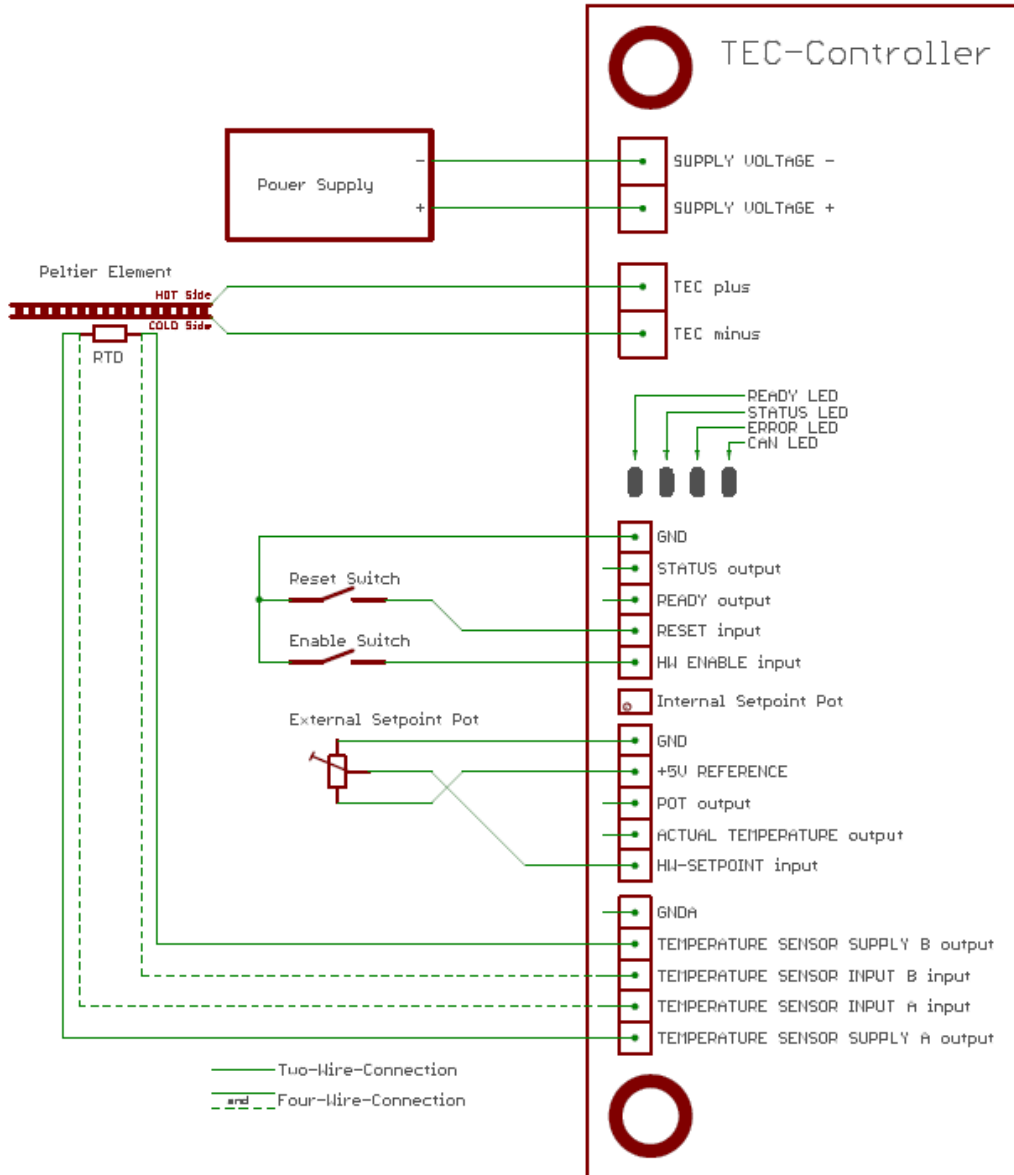 TEC-Controller
- SUPPLY VOLTAGE -
Power Supply
+ SUPPLY VOLTAGE +
Peltier Element
HOT Side
TEC plus
COLD Side
TEC minus
RTD
READY LED
STATUS LED
ERROR LED
CAN LED
GND
STATUS output
Reset Switch
READY output
RESET input
Enable Switch
HW ENABLE input
Internal Setpoint Pot
External Setpoint Pot
GND
+5V REFERENCE
POT output
ACTUAL TEMPERATURE output
HW-SETPOINT input
GNDA
TEMPERATURE SENSOR SUPPLY B output
TEMPERATURE SENSOR INPUT B input
TEMPERATURE SENSOR INPUT A input
TEMPERATURE SENSOR SUPPLY A output
Two-Wire-Connection
and Four-Wire-Connection